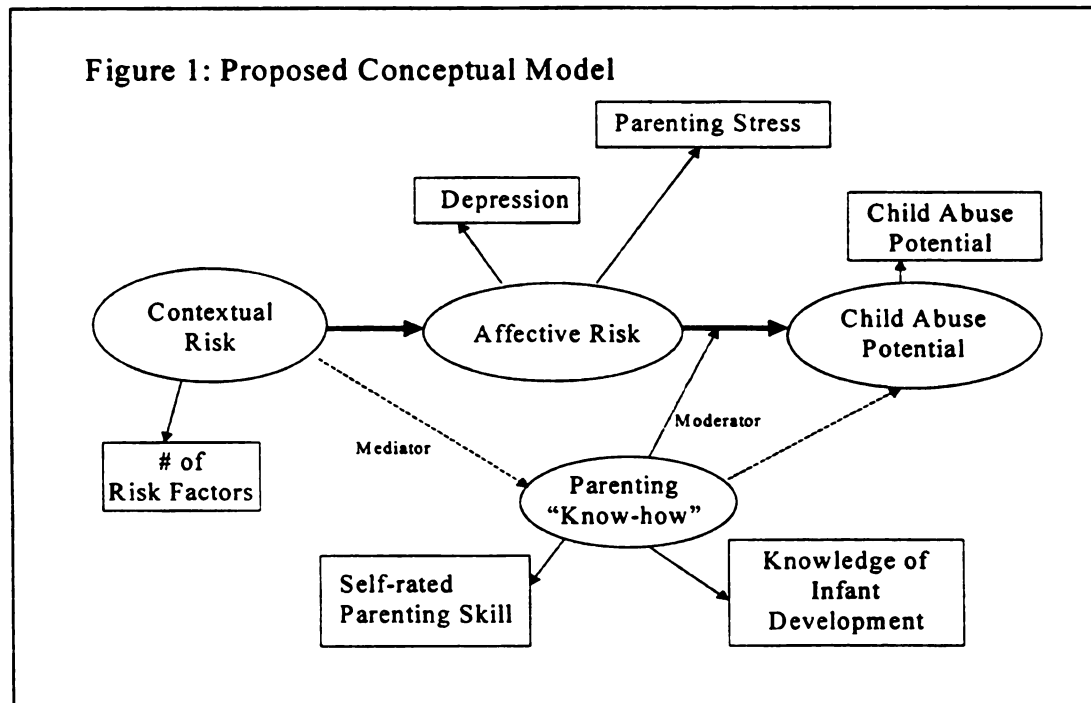 Figure 1: Proposed Conceptual Model
Parenting Stress
Depression
Child Abuse
Potential
Contextual
Risk
Affective Risk
Child Abuse
Potential
Mediator
Moderator
# of
Risk Factors
Parenting
“Know-how”
Self-rated
Parenting Skill
Knowledge of
Infant
Development